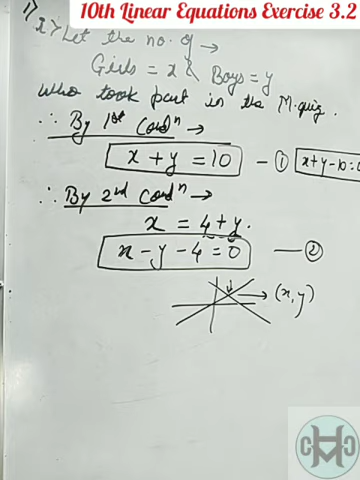 10th Linear Equations Exercise 3.2
1)
i> Let the no. of →
Girls = x & Boys = y
who took part in the M.quiz.
∴ By 1st Condn →
x + y = 10 — ① x+y-10=0
∴ By 2nd Condn →
x = 4 + y.
x - y - 4 = 0 — ②
→ (x, y)